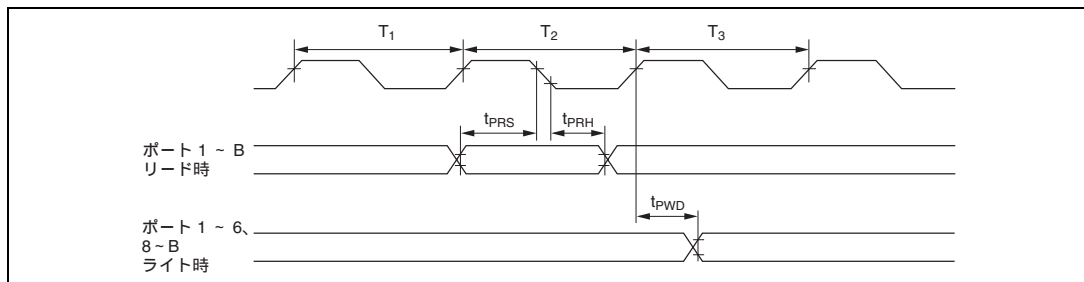 T1 T2 T3
tPRS tPRH
ポート 1 ~ B
リード時
tPWD
ポート 1 ~ 6、
8~B
ライト時